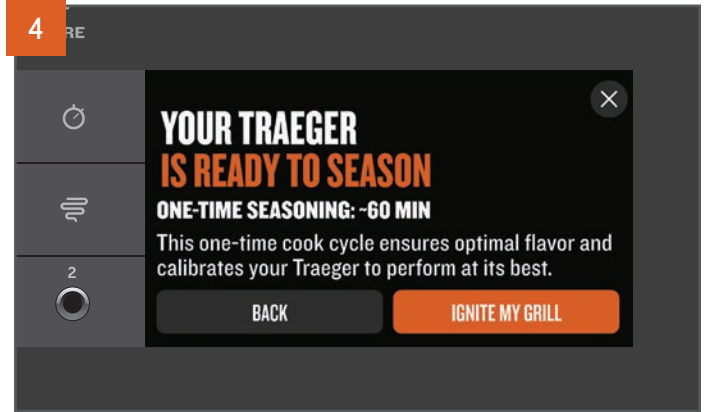 4
RE
YOUR TRAEGER
IS READY TO SEASON
ONE-TIME SEASONING: ~60 MIN
This one-time cook cycle ensures optimal flavor and
calibrates your Traeger to perform at its best.
2
BACK
IGNITE MY GRILL